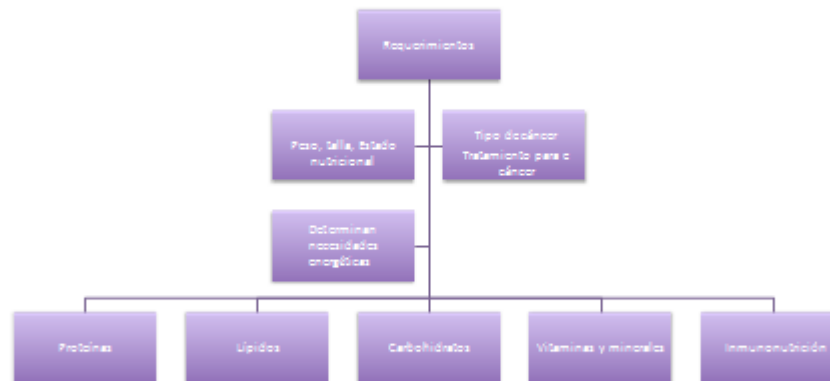 Requerimientos
Peso, talla, Estado
nutricional
Tipo de cáncer
Tratamiento para e
cáncer
Determinan
necesidades
energéticas
Proteínas
Lípidos
Carbohidratos
Vitaminas y minerales
Inmunonutrición